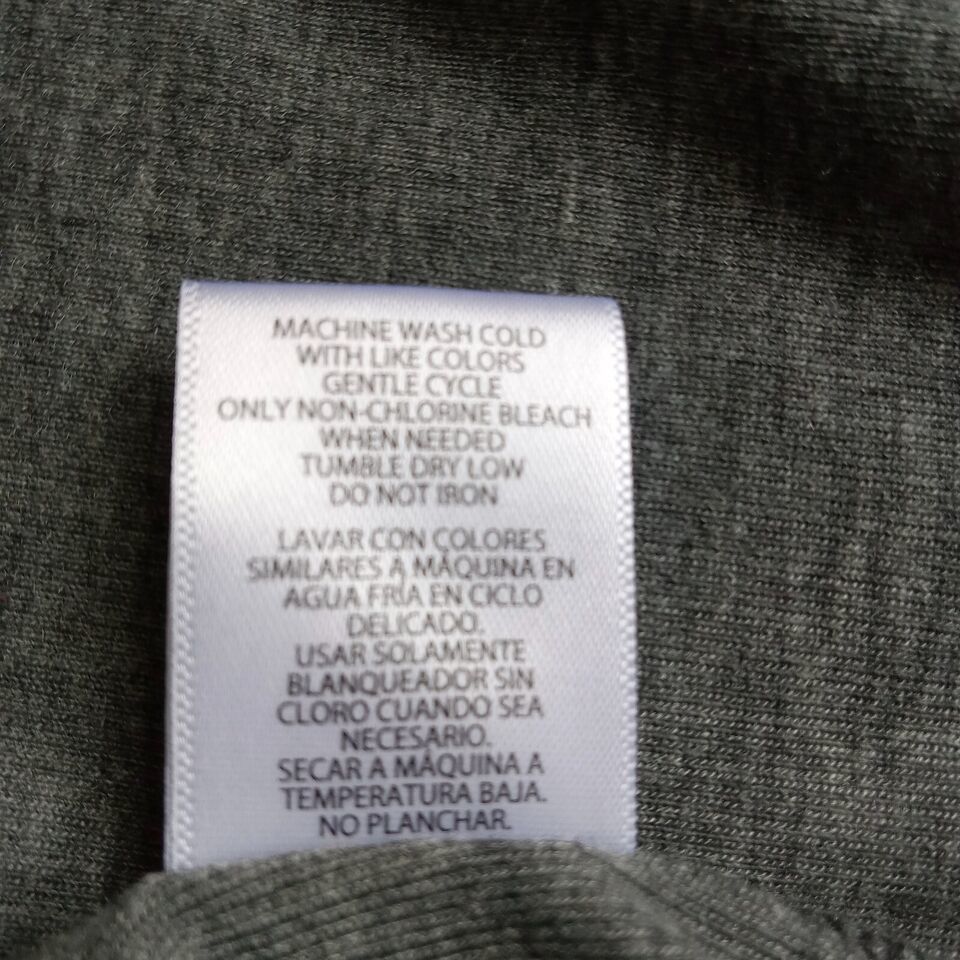 MACHINE WASH COLD
WITH LIKE COLORS
GENTLE CYCLE
ONLY NON-CHLORINE BLEACH
WHEN NEEDED
TUMBLE DRY LOW
DO NOT IRON
LAVAR CON COLORES
SIMILARES A MÁQUINA EN
AGUA FRÍA EN CICLO
DELICADO.
USAR SOLAMENTE
BLANQUEADOR SIN
CLORO CUANDO SEA
NECESARIO.
SECAR A MÁQUINA A
TEMPERATURA BAJA.
NO PLANCHAR.